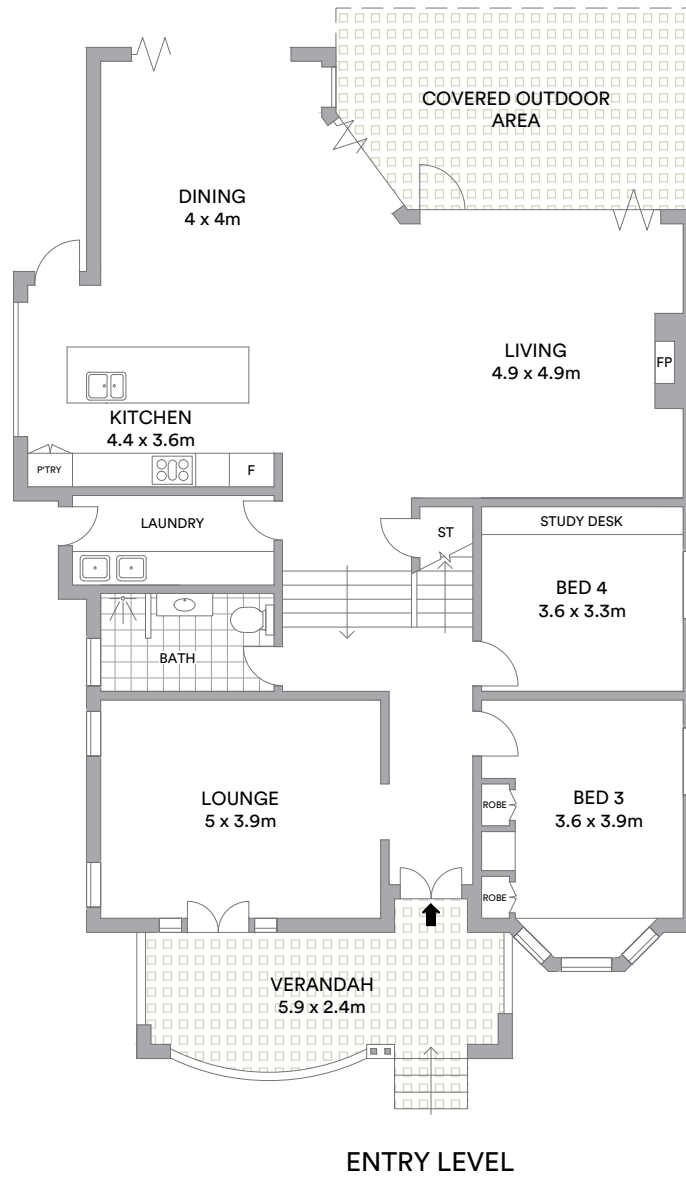 COVERED OUTDOOR
AREA
DINING
4 x 4m
LIVING
4.9 x 4.9m
FP
KITCHEN
4.4 x 3.6m
P'TRY
F
LAUNDRY
ST
STUDY DESK
BED 4
3.6 x 3.3m
BATH
LOUNGE
5 x 3.9m
ROBE
BED 3
3.6 x 3.9m
ROBE
VERANDAH
5.9 x 2.4m
ENTRY LEVEL